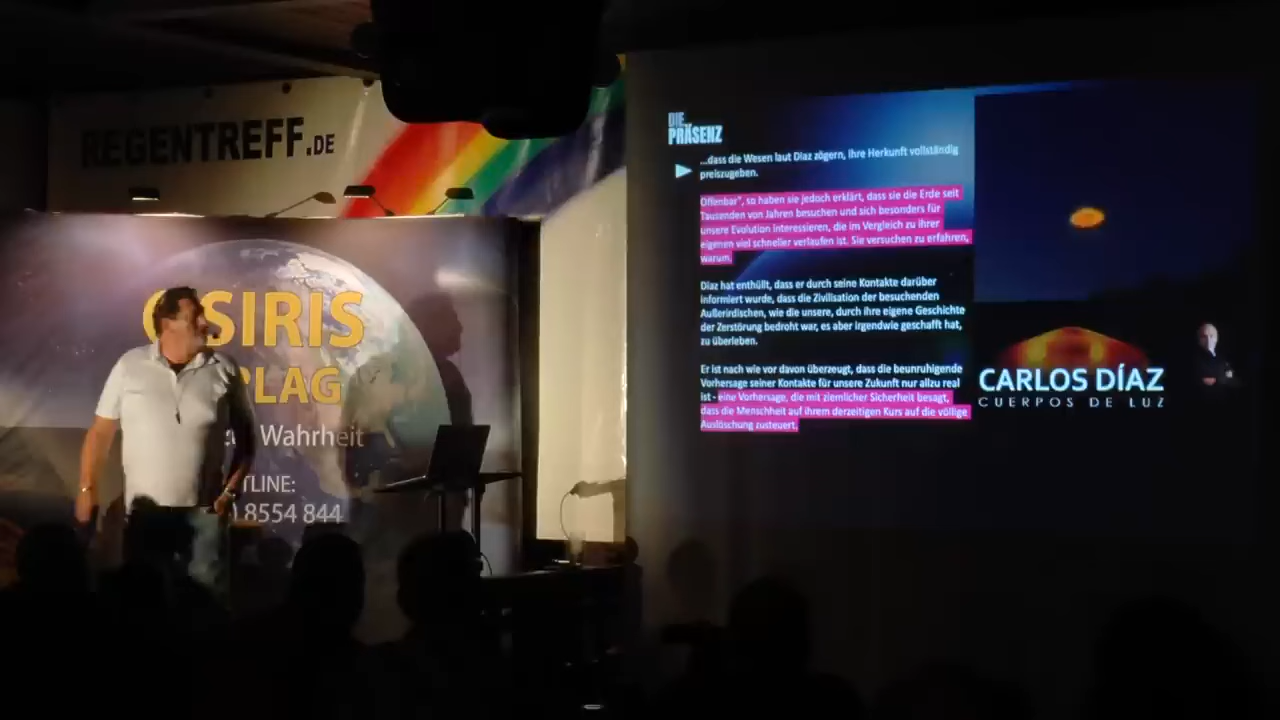 REGENTREFF.DE
OSIRIS
Wahrheit
8554 844
DIE
PRÄSENZ
...dass die Wesen laut Diaz zögern, ihre Herkunft vollständig
preiszugeben.
Offenbar", so haben sie jedoch erklärt, dass sie die Erde seit
Tausenden von Jahren besuchen und sich besonders für
unsere Evolution interessieren, die im Vergleich zu ihrer
eigenen viel schneller verlaufen ist. Sie versuchen zu erfahren,
warum.
Diaz hat enthüllt, dass er durch seine Kontakte darüber
informiert wurde, dass die Zivilisation der besuchenden
Außerirdischen, wie die unsere, durch ihre eigene Geschichte
der Zerstörung bedroht war, es aber irgendwie geschafft hat,
zu überleben.
Er ist nach wie vor davon überzeugt, dass die beunruhigende
Vorhersage seiner Kontakte für unsere Zukunft nur allzu real
ist - eine Vorhersage, die mit ziemlicher Sicherheit besagt,
dass die Menschheit auf ihrem derzeitigen Kurs auf die völlige
Auslöschung zusteuert.
CARLOS DÍAZ
CUERPOS DE LUZ